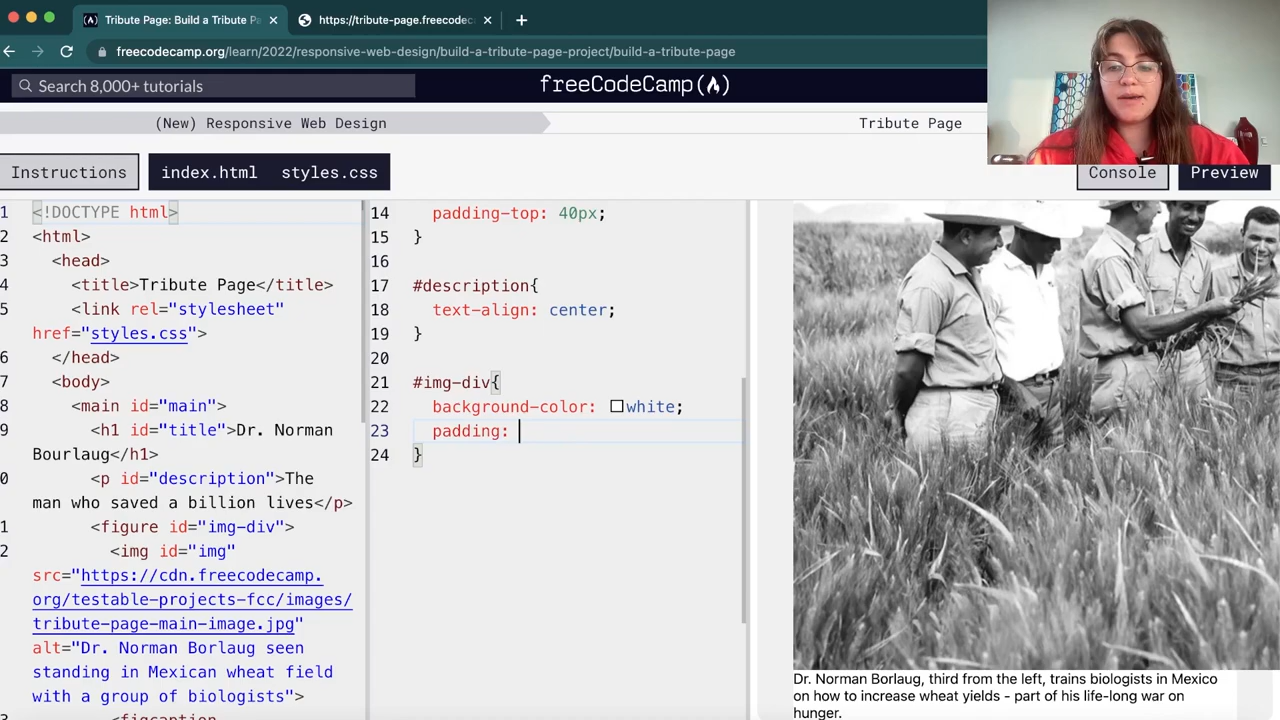 Tribute Page: Build a Tribute Pa
https://tribute-page.freecodec
freecodecamp.org/learn/2022/responsive-web-design/build-a-tribute-page-project/build-a-tribute-page
Search 8,000+ tutorials
freeCodeCamp
(New) Responsive Web Design
Tribute Page
Instructions
index.html
styles.css
Console
Preview
1 <!DOCTYPE html>
2 <html>
3 <head>
4 <title>Tribute Page</title>
5 <link rel="stylesheet"
href="styles.css">
6 </head>
7 <body>
8 <main id="main">
9 <h1 id="title">Dr. Norman
Bourlaug</h1>
0 <p id="description">The
man who saved a billion lives</p>
1 <figure id="img-div">
2 <img id="img"
src="https://cdn.freecodecamp.
org/testable-projects-fcc/images/
tribute-page-main-image.jpg"
alt="Dr. Norman Borlaug seen
standing in Mexican wheat field
with a group of biologists">
<figcaption
14 padding-top: 40px;
15 }
16
17 #description{
18 text-align: center;
19 }
20
21 #img-div{
22 background-color: white;
23 padding:
24 }
Dr. Norman Borlaug, third from the left, trains biologists in Mexico
on how to increase wheat yields - part of his life-long war on
hunger.